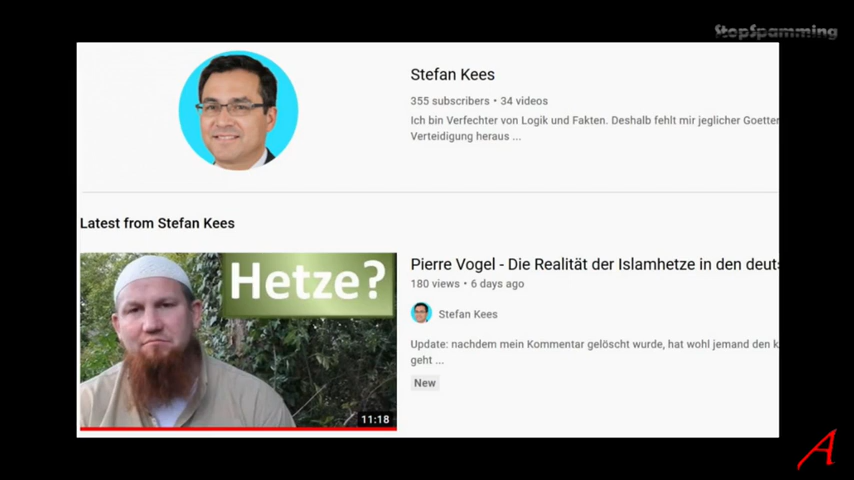 StopSpamming
Stefan Kees
355 subscribers • 34 videos
Ich bin Verfechter von Logik und Fakten. Deshalb fehlt mir jeglicher Goetter
Verteidigung heraus ...
Latest from Stefan Kees
Hetze?
11:18
Pierre Vogel - Die Realität der Islamhetze in den deuts
180 views • 6 days ago
Stefan Kees
Update: nachdem mein Kommentar gelöscht wurde, hat wohl jemand den k
geht ...
New
A